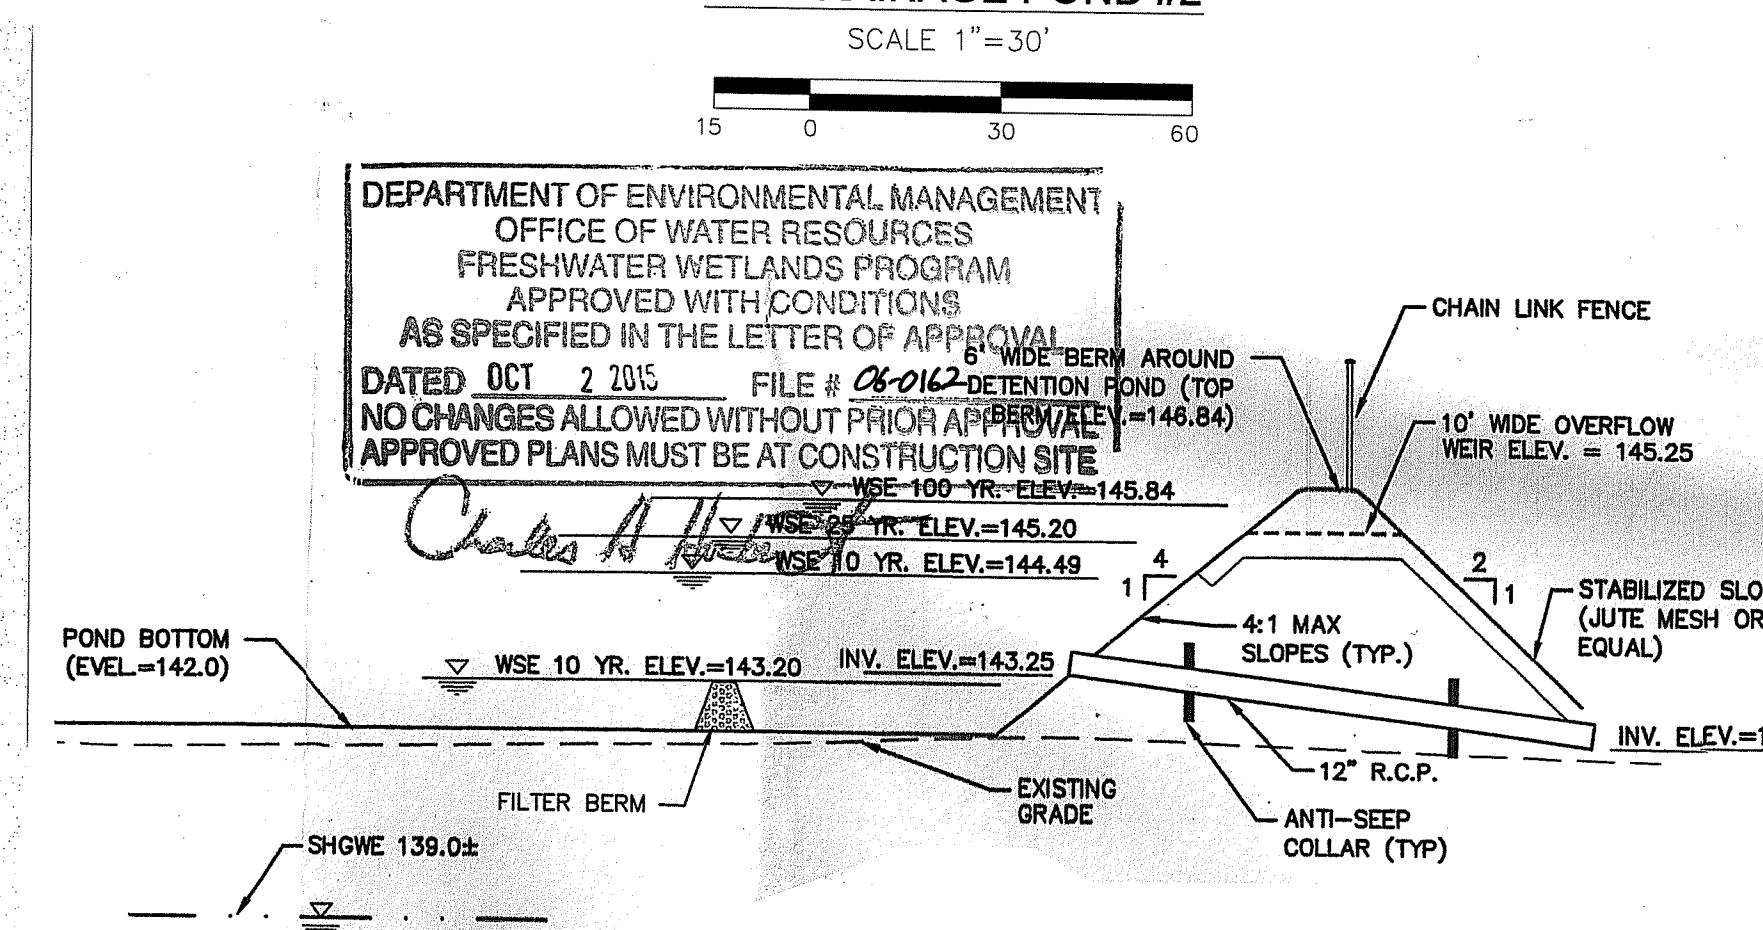 POND #2
SCALE 1"=30'
15 0 30 60
DEPARTMENT OF ENVIRONMENTAL MANAGEMENT
OFFICE OF WATER RESOURCES
FRESHWATER WETLANDS PROGRAM
APPROVED WITH CONDITIONS
AS SPECIFIED IN THE LETTER OF APPROVAL
DATED OCT 2 2015 FILE # 06-0162
NO CHANGES ALLOWED WITHOUT PRIOR APPROVAL
APPROVED PLANS MUST BE AT CONSTRUCTION SITE
Charles A
6' WIDE BERM AROUND
DETENTION POND (TOP
BERM ELEV.=146.84)
CHAIN LINK FENCE
10' WIDE OVERFLOW
WEIR ELEV. = 145.25
WSE 100 YR. ELEV.=145.84
WSE 25 YR. ELEV.=145.20
WSE 10 YR. ELEV.=144.49
4
1
2
1
STABILIZED SLO
(JUTE MESH OR
EQUAL)
4:1 MAX
SLOPES (TYP.)
POND BOTTOM
(EVEL.=142.0)
WSE 10 YR. ELEV.=143.20
INV. ELEV.=143.25
INV. ELEV.=1
12" R.C.P.
EXISTING
GRADE
FILTER BERM
ANTI-SEEP
COLLAR (TYP)
SHGWE 139.0±